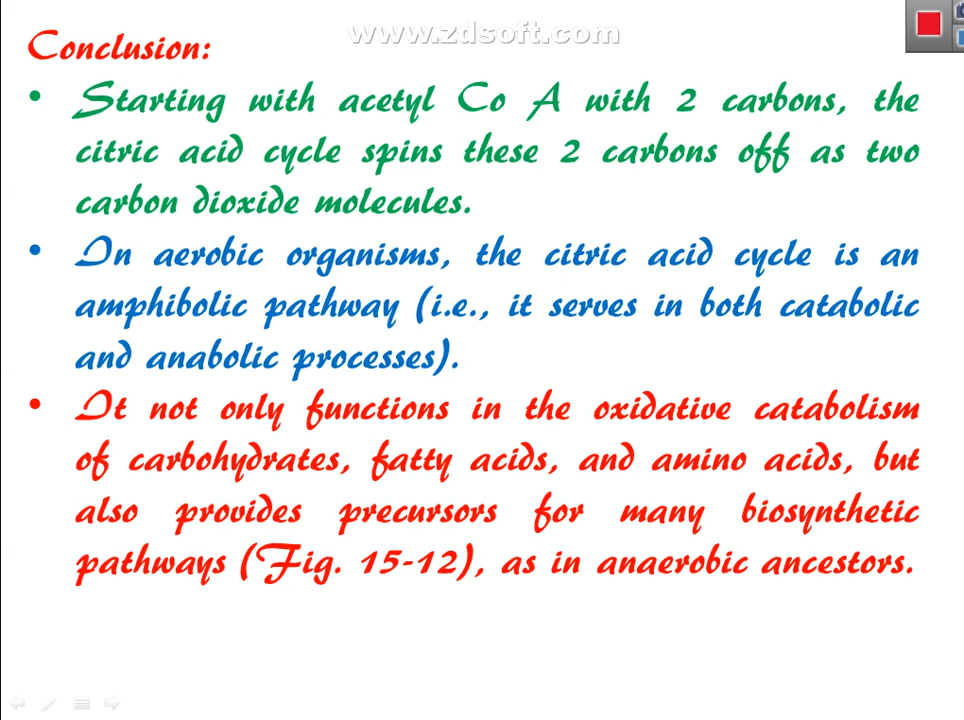 www.zdsoft.com
Conclusion:
• Starting with acetyl Co A with 2 carbons, the
citric acid cycle spins these 2 carbons off as two
carbon dioxide molecules.
• In aerobic organisms, the citric acid cycle is an
amphibolic pathway (i.e., it serves in both catabolic
and anabolic processes).
• It not only functions in the oxidative catabolism
of carbohydrates, fatty acids, and amino acids, but
also provides precursors for many biosynthetic
pathways (Fig. 15-12), as in anaerobic ancestors.